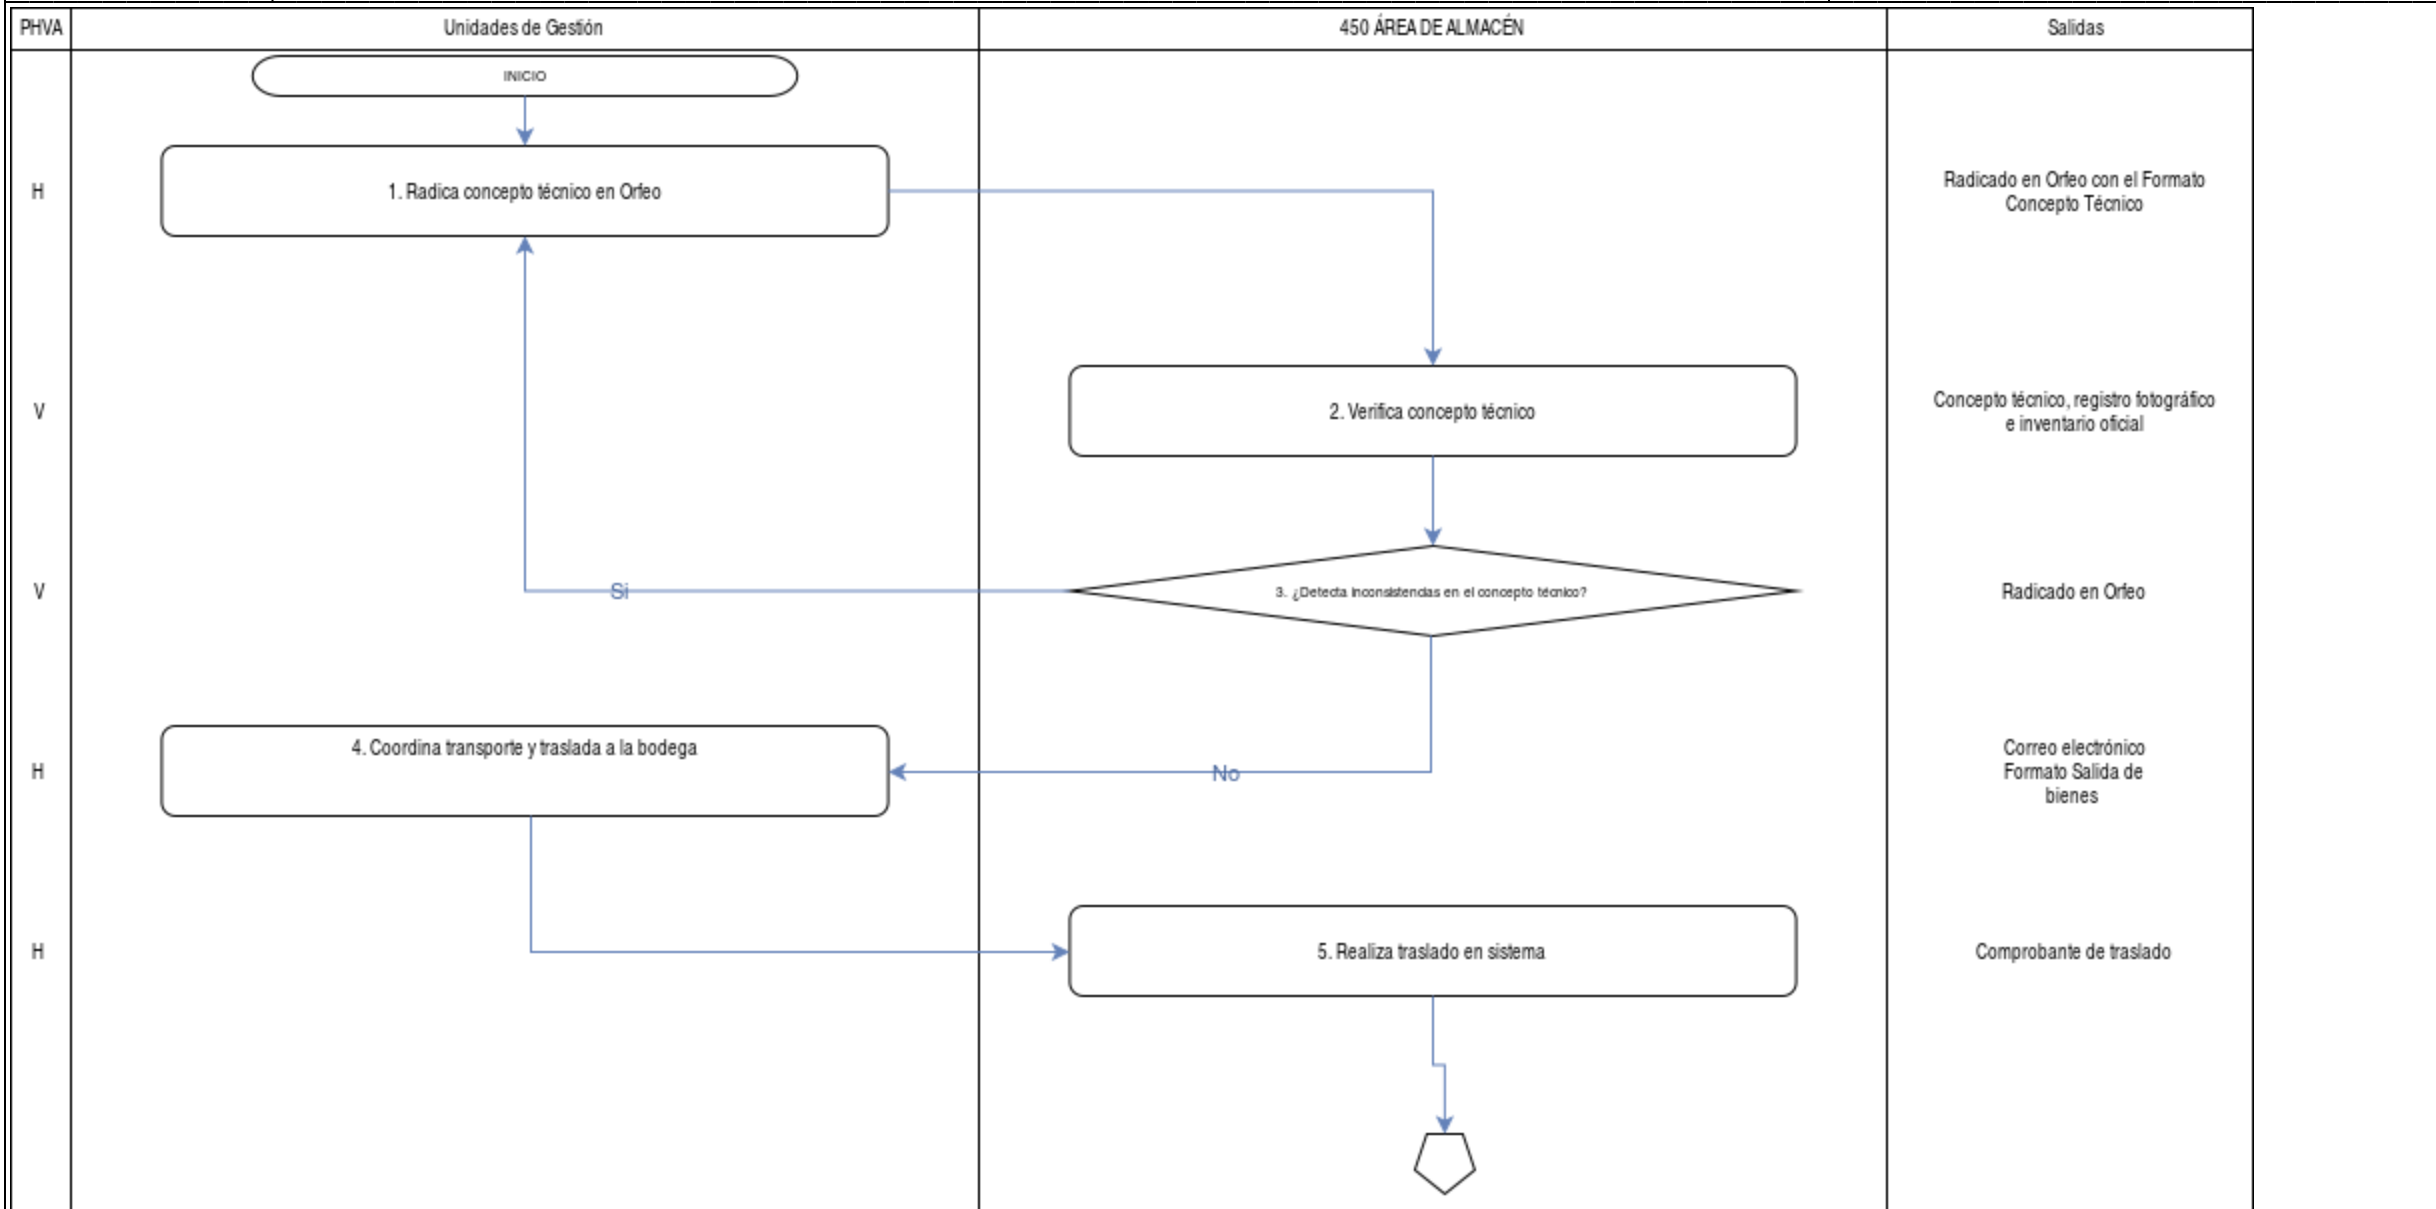 PHVA
Unidades de Gestión
450 ÁREA DE ALMACÉN
Salidas
INICIO
H
1. Radica concepto técnico en Orfeo
Radicado en Orfeo con el Formato
Concepto Técnico
V
2. Verifica concepto técnico
Concepto técnico, registro fotográfico
e inventario oficial
V
Si
3. ¿Detecta inconsistencias en el concepto técnico?
Radicado en Orfeo
H
4. Coordina transporte y traslada a la bodega
No
Correo electrónico
Formato Salida de
bienes
H
5. Realiza traslado en sistema
Comprobante de traslado